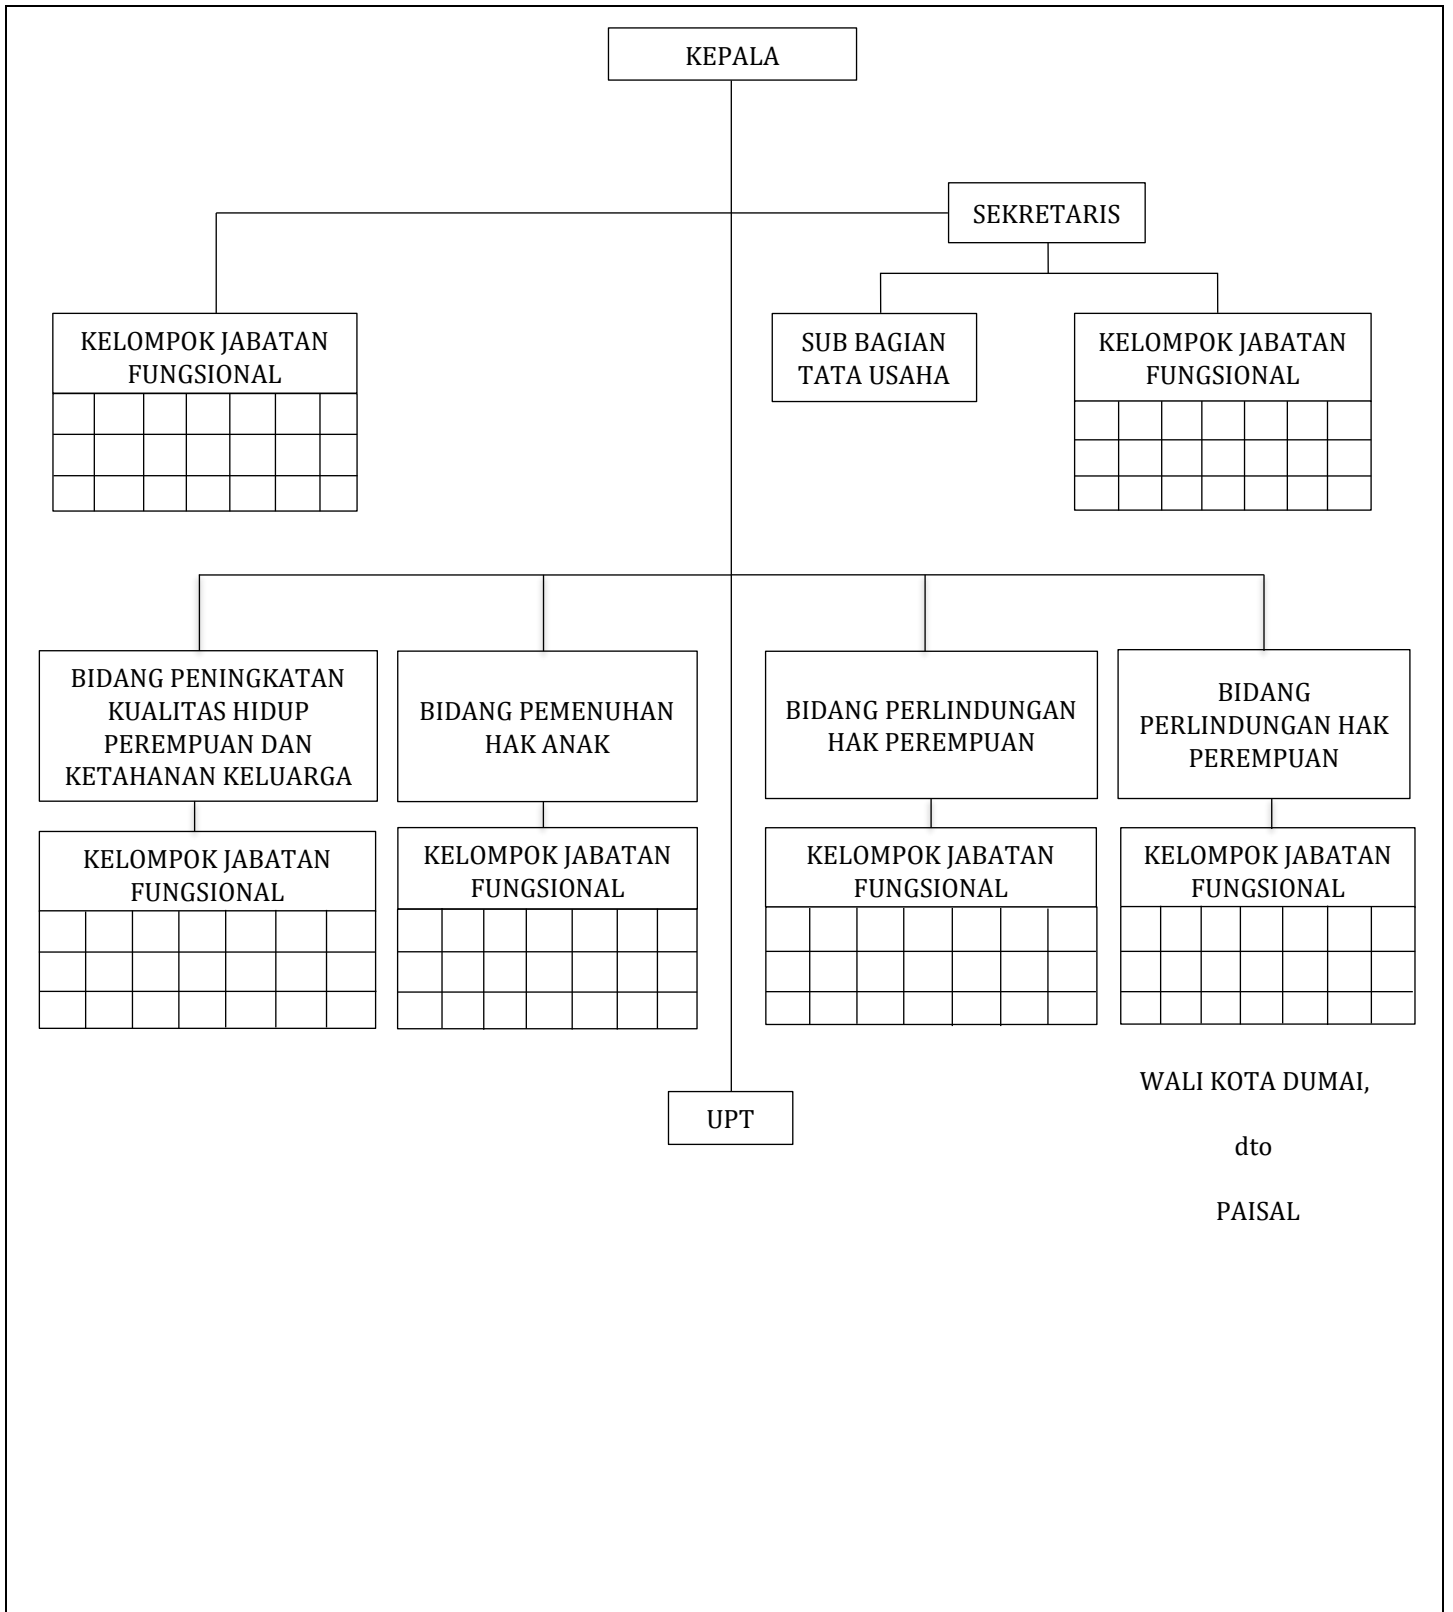 KEPALA
SEKRETARIS
KELOMPOK JABATAN
FUNGSIONAL
SUB BAGIAN
TATA USAHA
KELOMPOK JABATAN
FUNGSIONAL
BIDANG PENINGKATAN
KUALITAS HIDUP
PEREMPUAN DAN
KETAHANAN KELUARGA
BIDANG PEMENUHAN
HAK ANAK
BIDANG PERLINDUNGAN
HAK PEREMPUAN
BIDANG
PERLINDUNGAN HAK
PEREMPUAN
KELOMPOK JABATAN
FUNGSIONAL
KELOMPOK JABATAN
FUNGSIONAL
KELOMPOK JABATAN
FUNGSIONAL
KELOMPOK JABATAN
FUNGSIONAL
UPT
WALI KOTA DUMAI,
dto
PAISAL